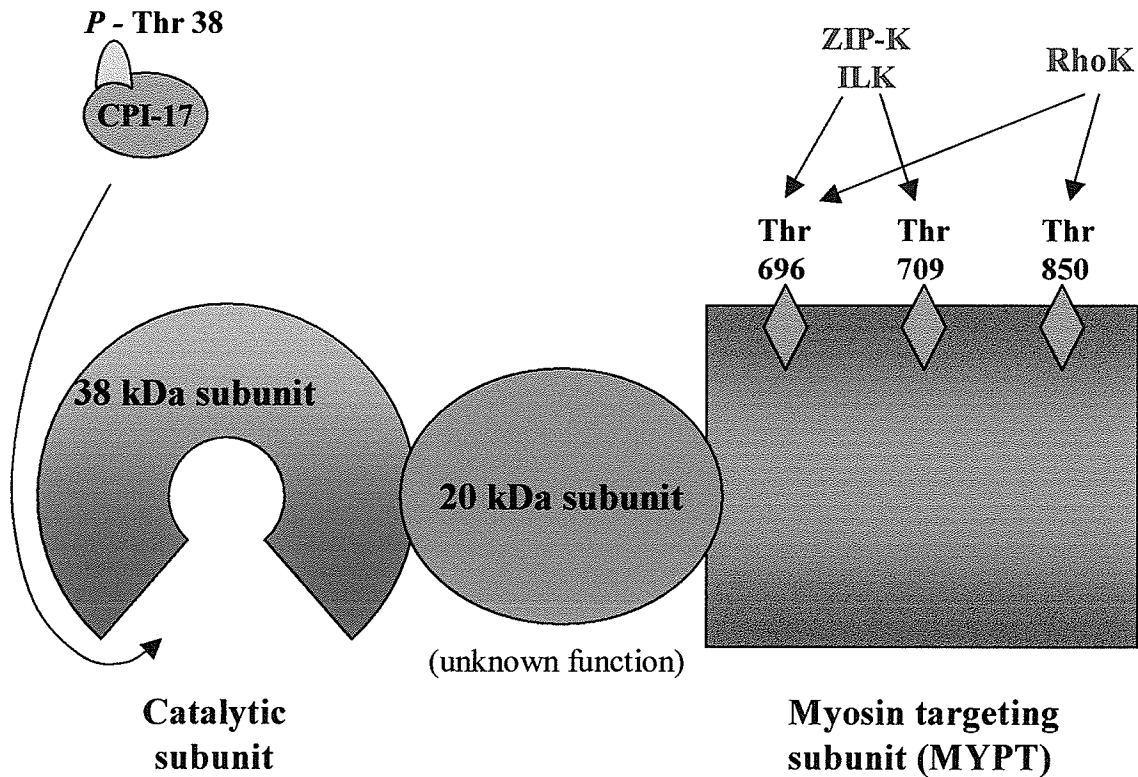 P - Thr 38
CPI-17
ZIP-K
ILK
RhoK
Thr
696
Thr
709
Thr
850
38 kDa subunit
20 kDa subunit
(unknown function)
Catalytic
subunit
Myosin targeting
subunit (MYPT)